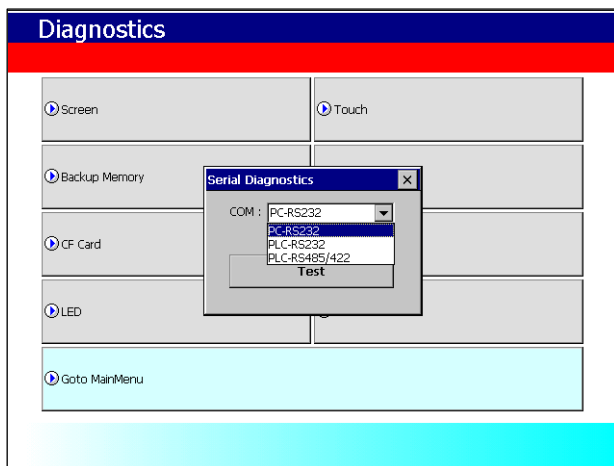 Diagnostics
Screen
Touch
Backup Memory
Serial Diagnostics
COM : PC-RS232
PC-RS232
PLC-RS232
PLC-RS485/422
Test
CF Card
LED
Goto MainMenu